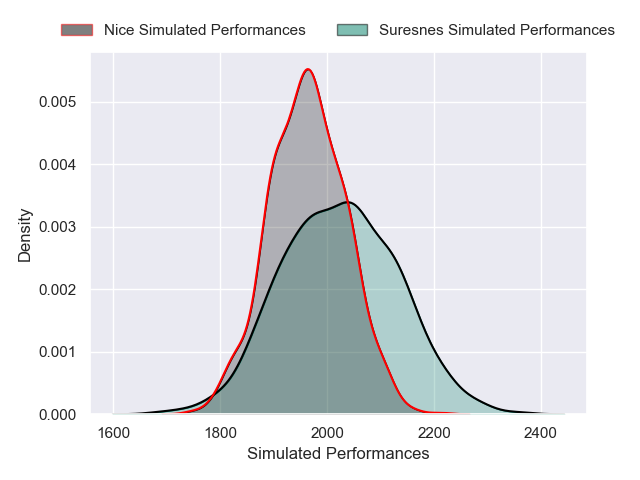 Nice Simulated Performances Suresnes Simulated Performances
0.005
0.004
0.003
0.002
0.001
0.000
Density
1600 1800 2000 2200 2400
Simulated Performances